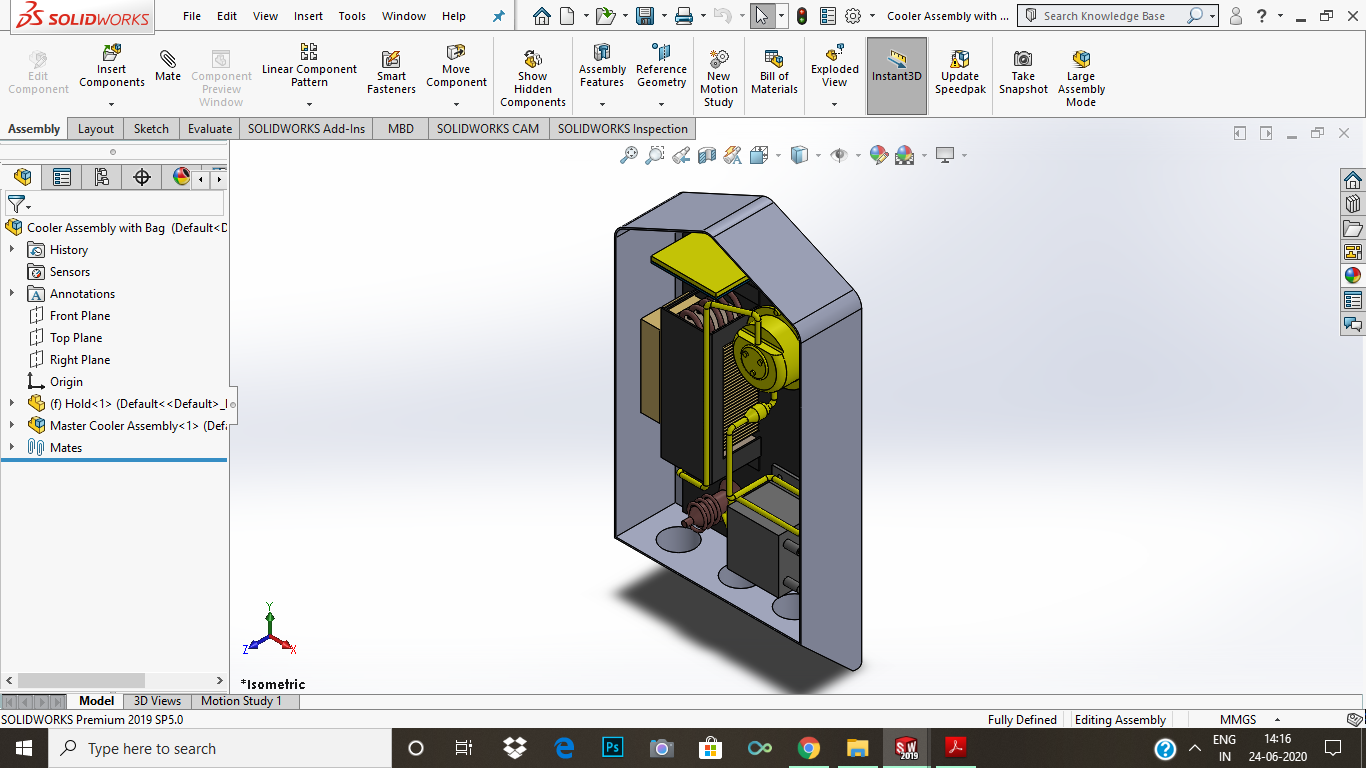 SOLIDWORKS
File Edit View Insert Tools Window Help
Cooler Assembly with ...
Search Knowledge Base
?
Edit Component
Insert Components
Mate
Component Preview Window
Linear Component Pattern
Smart Fasteners
Move Component
Show Hidden Components
Assembly Features
Reference Geometry
New Motion Study
Bill of Materials
Exploded View
Instant3D
Update Speedpak
Take Snapshot
Large Assembly Mode
Assembly Layout Sketch Evaluate SOLIDWORKS Add-Ins MBD SOLIDWORKS CAM SOLIDWORKS Inspection
Cooler Assembly with Bag (Default<D
History
Sensors
A Annotations
Front Plane
Top Plane
Right Plane
Origin
(f) Hold<1> (Default<<Default>_
Master Cooler Assembly<1> (Defa
Mates
Y
Z X
*Isometric
Model 3D Views Motion Study 1
SOLIDWORKS Premium 2019 SP5.0
Fully Defined Editing Assembly MMGS
Type here to search
Ps
SW 2019
?
ENG IN
14:16
24-06-2020